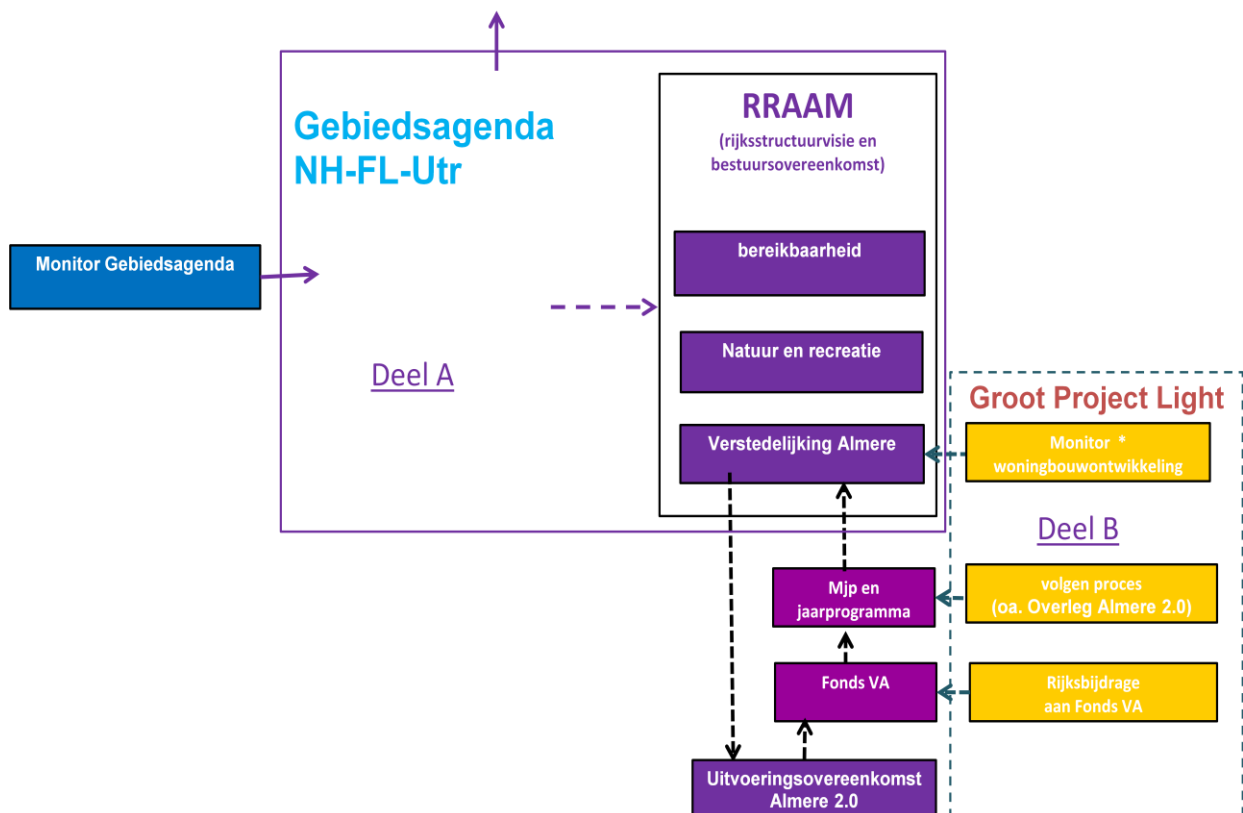 Gebiedsagenda
NH-FL-Utr
RRAAM
(rijksstructuurvisie en
bestuursovereenkomst)
Monitor Gebiedsagenda
bereikbaarheid
Natuur en recreatie
Deel A
Verstedelijking Almere
Groot Project Light
Monitor *
woningbouwontwikkeling
Deel B
Mjp en
jaarprogramma
volgen proces
(oa. Overleg Almere 2.0)
Fonds VA
Rijksbijdrage
aan Fonds VA
Uitvoeringsovereenkomst
Almere 2.0